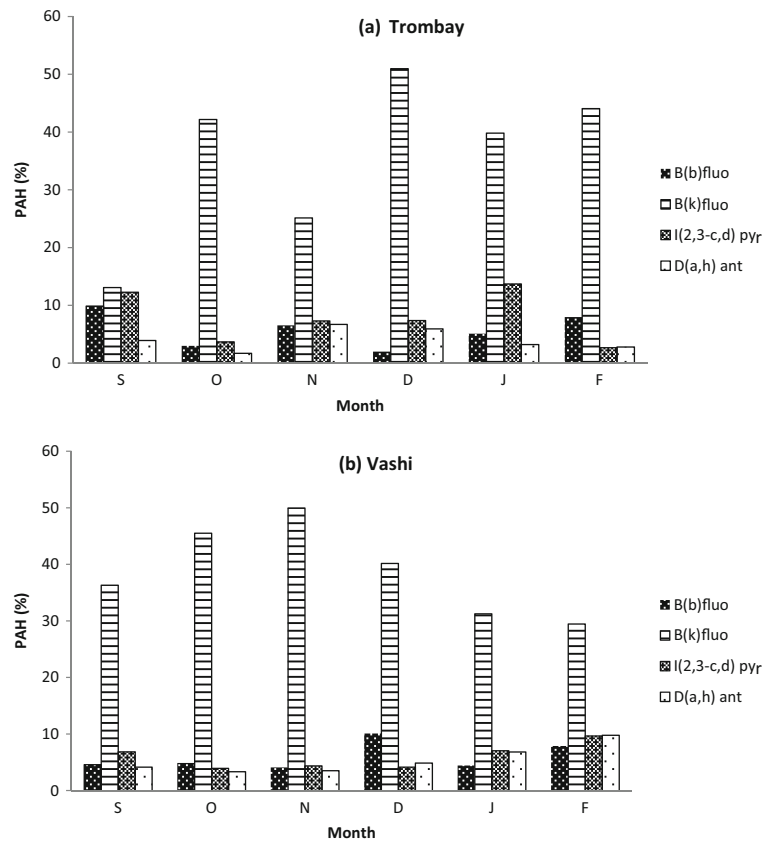 (a) Trombay
60
50
40
30
20
10
0
PAH (%)
S O N D J F
Month
B(b)fluo
B(k)fluo
I(2,3-c,d) pyr
D(a,h) ant
(b) Vashi
60
50
40
30
20
10
0
PAH (%)
S O N D J F
Month
B(b)fluo
B(k)fluo
I(2,3-c,d) pyr
D(a,h) ant